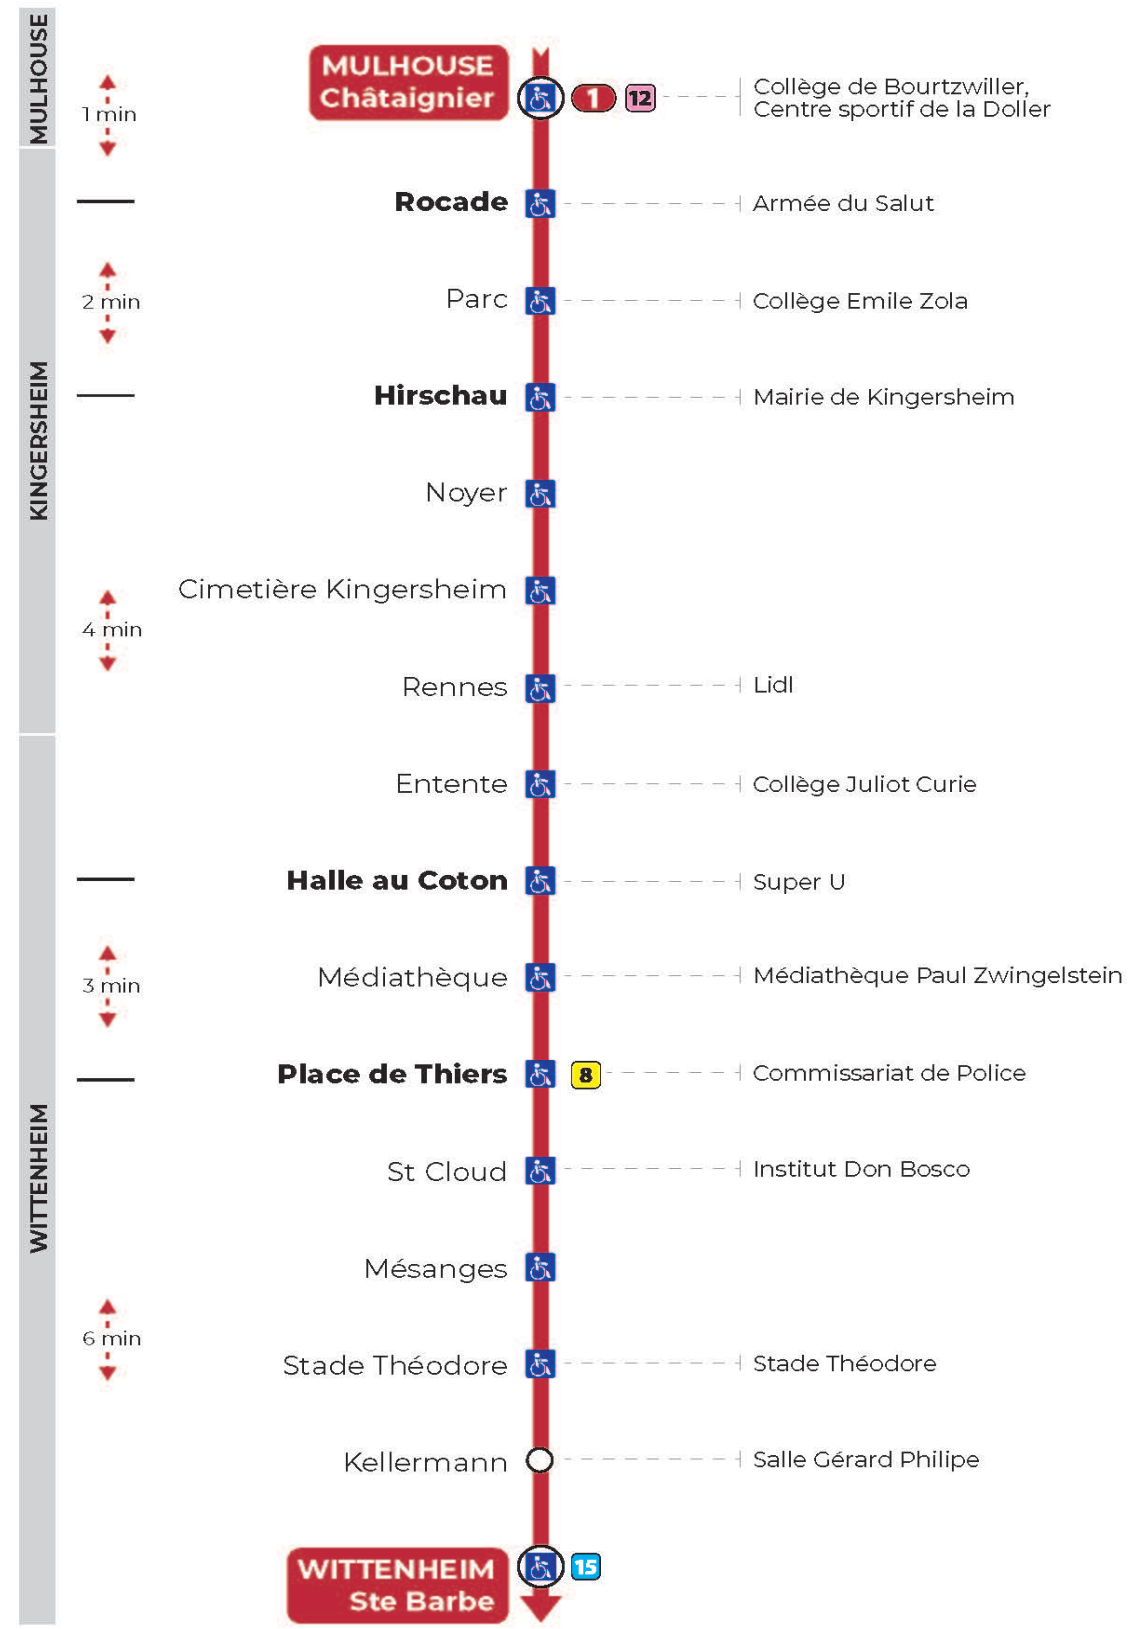 MULHOUSE
MULHOUSE
Châtaignier
1
12
Collège de Bourtzwiller,
Centre sportif de la Doller
1 min
Rocade
Armée du Salut
KINGERSHEIM
2 min
Parc
Collège Emile Zola
Hirschau
Mairie de Kingersheim
Noyer
Cimetière Kingersheim
4 min
Rennes
Lidl
WITTENHEIM
Entente
Collège Juliot Curie
Halle au Coton
Super U
3 min
Médiathèque
Médiathèque Paul Zwingelstein
Place de Thiers
8
Commissariat de Police
St Cloud
Institut Don Bosco
Mésanges
6 min
Stade Théodore
Stade Théodore
Kellermann
Salle Gérard Philipe
WITTENHEIM
Ste Barbe
15